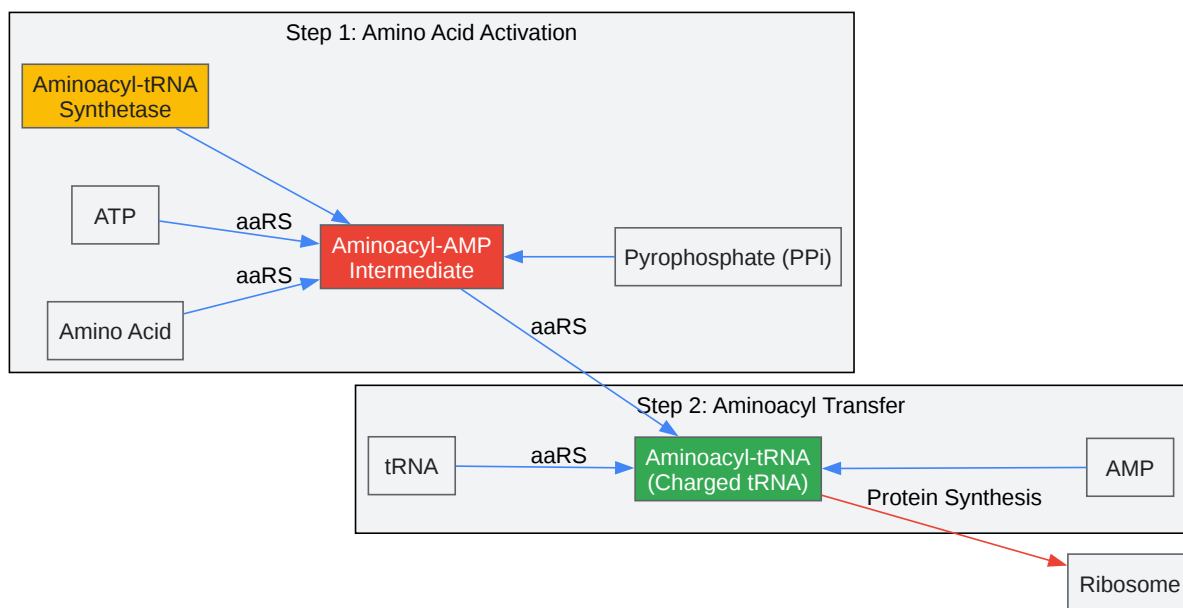 Step 1: Amino Acid Activation
Aminoacyl-tRNA
Synthetase
ATP
aaRS
Aminoacyl-AMP
Intermediate
Pyrophosphate (PPi)
aaRS
Amino Acid
aaRS
Step 2: Aminoacyl Transfer
tRNA
aaRS
Aminoacyl-tRNA
(Charged tRNA)
AMP
Protein Synthesis
Ribosome